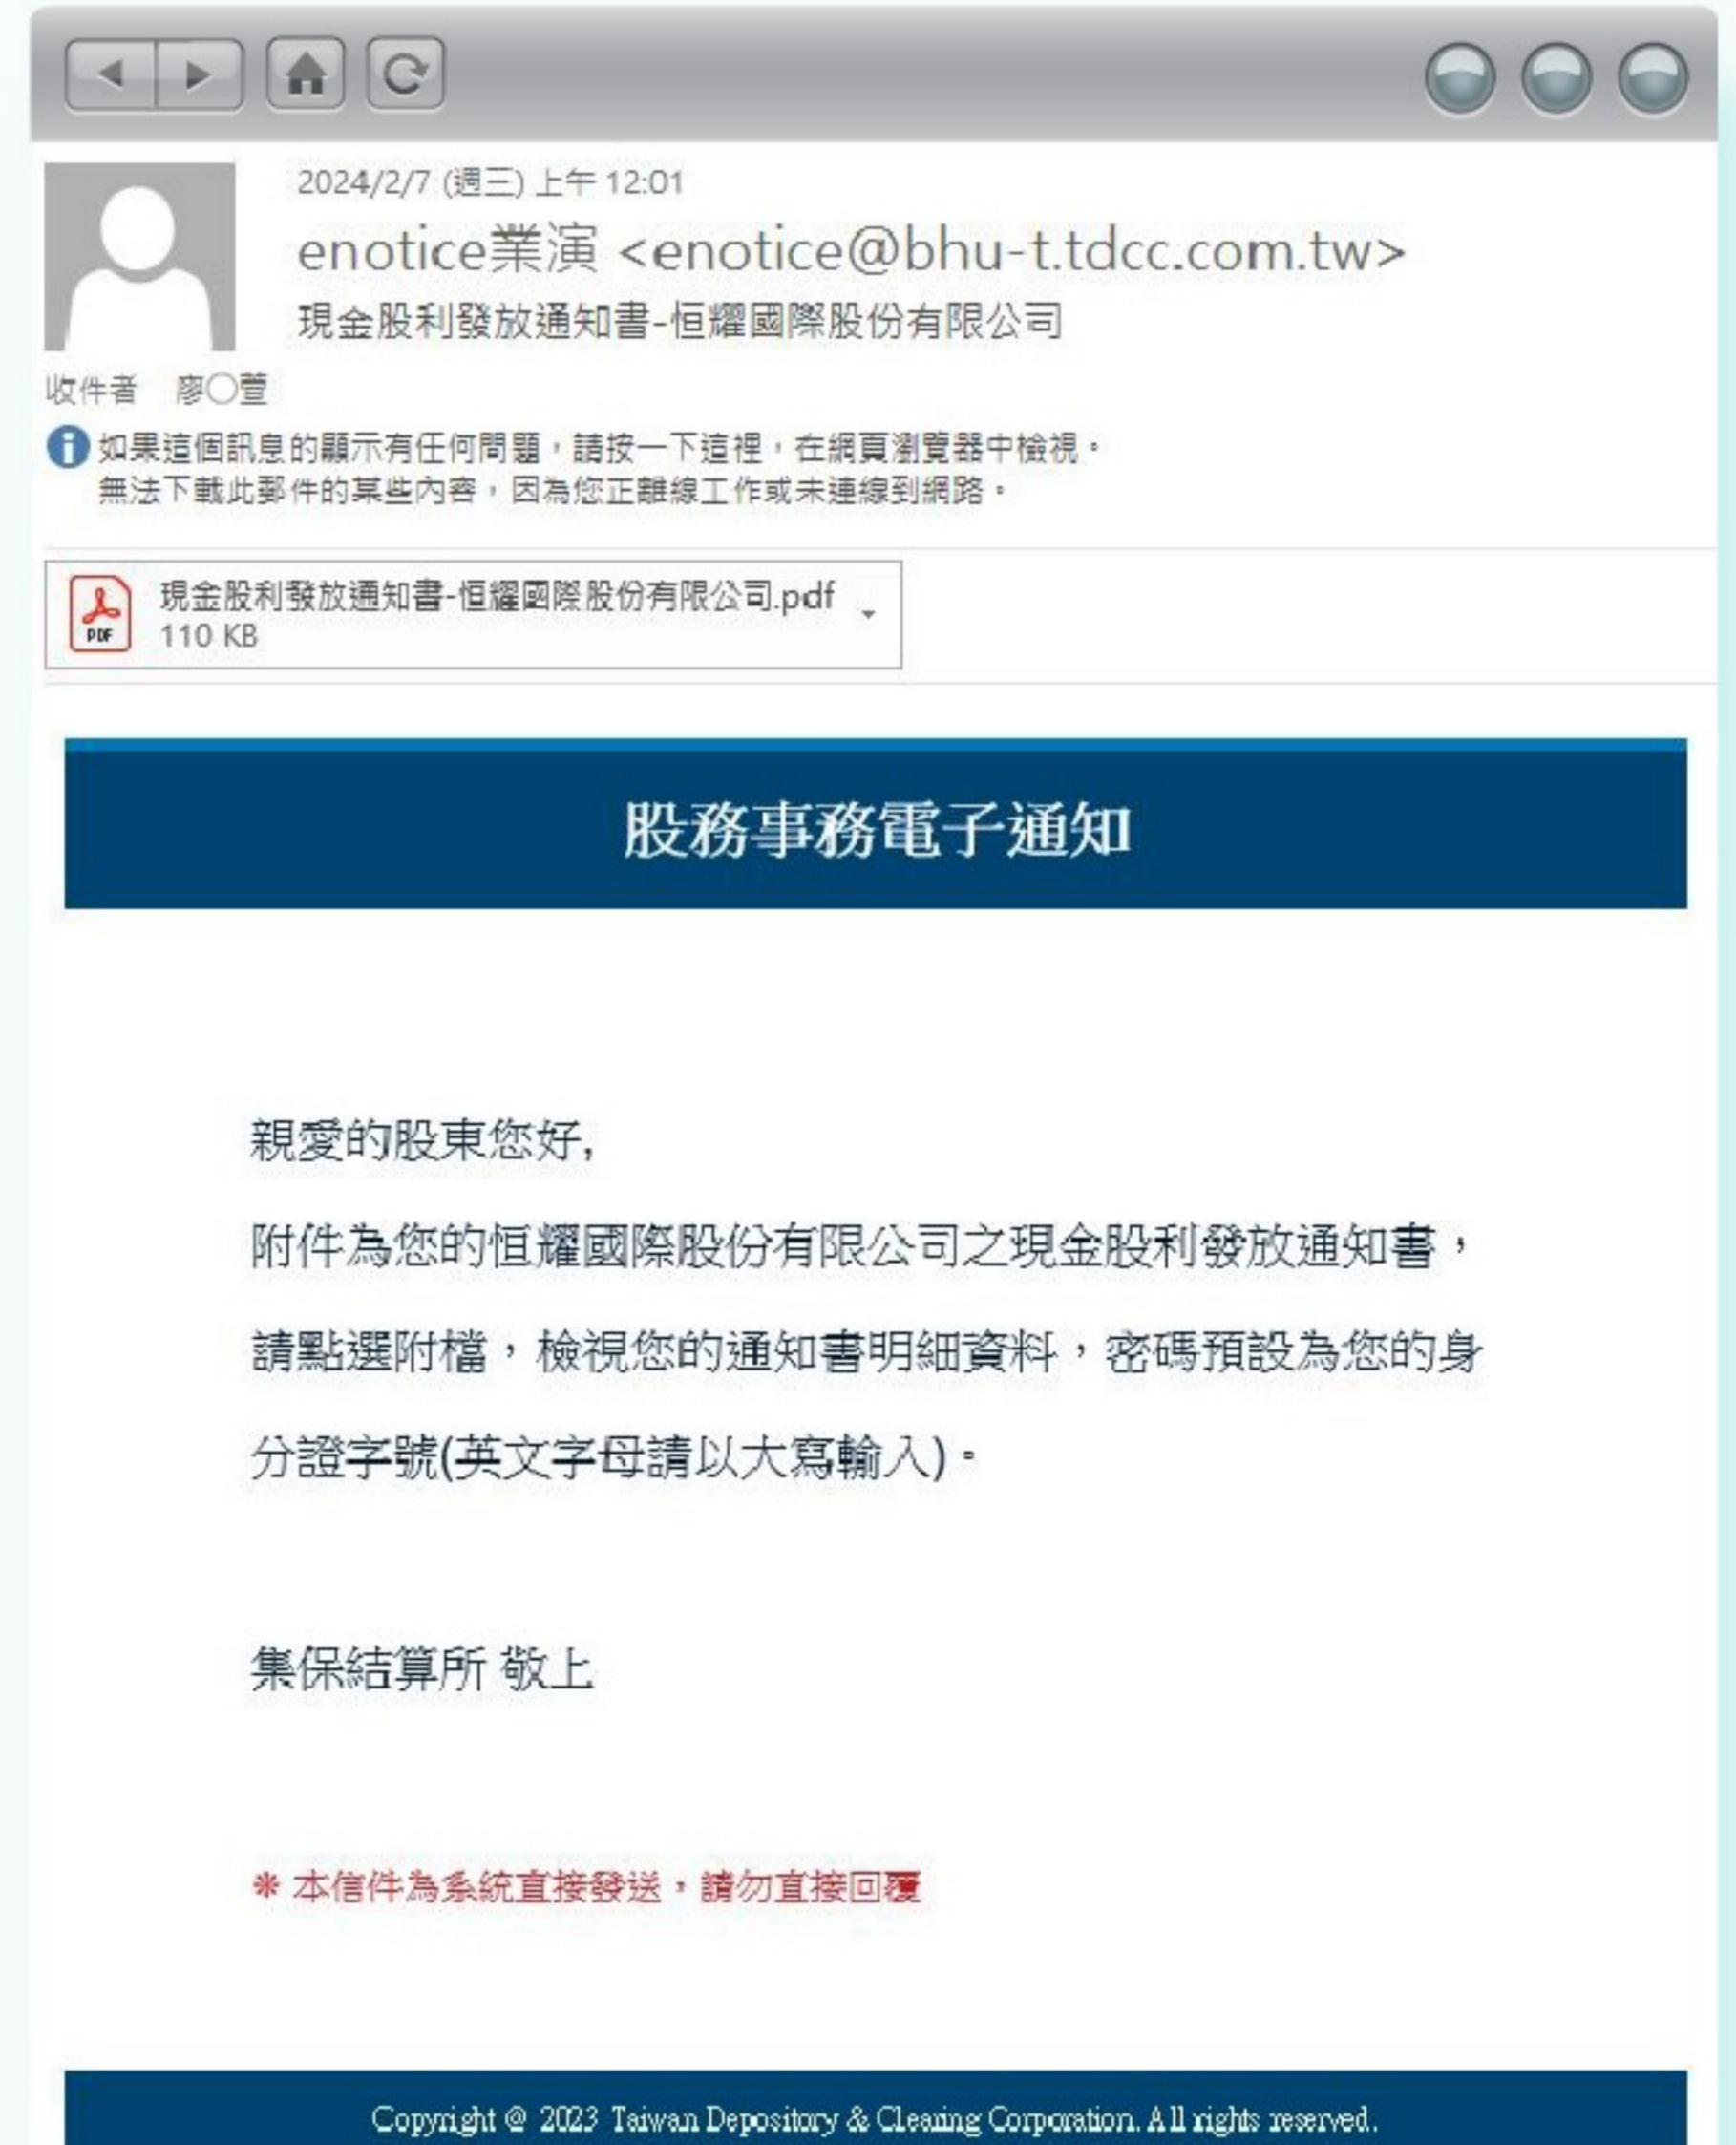 2024/2/7 (週三) 上午 12:01
enotice業演 <enotice@bhu-t.tdcc.com.tw>
現金股利發放通知書-恒耀國際股份有限公司
收件者 廖○萱
如果這個訊息的顯示有任何問題，請按一下這裡，在網頁瀏覽器中檢視。
無法下載此郵件的某些內容，因為您正離線工作或未連線到網路。
現金股利發放通知書-恒耀國際股份有限公司.pdf
PDF
110 KB
股務事務電子通知
親愛的股東您好,
附件為您的恒耀國際股份有限公司之現金股利發放通知書，
請點選附檔，檢視您的通知書明細資料，密碼預設為您的身
分證字號(英文字母請以大寫輸入)。
集保結算所 敬上
* 本信件為系統直接發送，請勿直接回覆
Copyright @ 2023 Taiwan Depository & Clearing Corporation. All rights reserved.